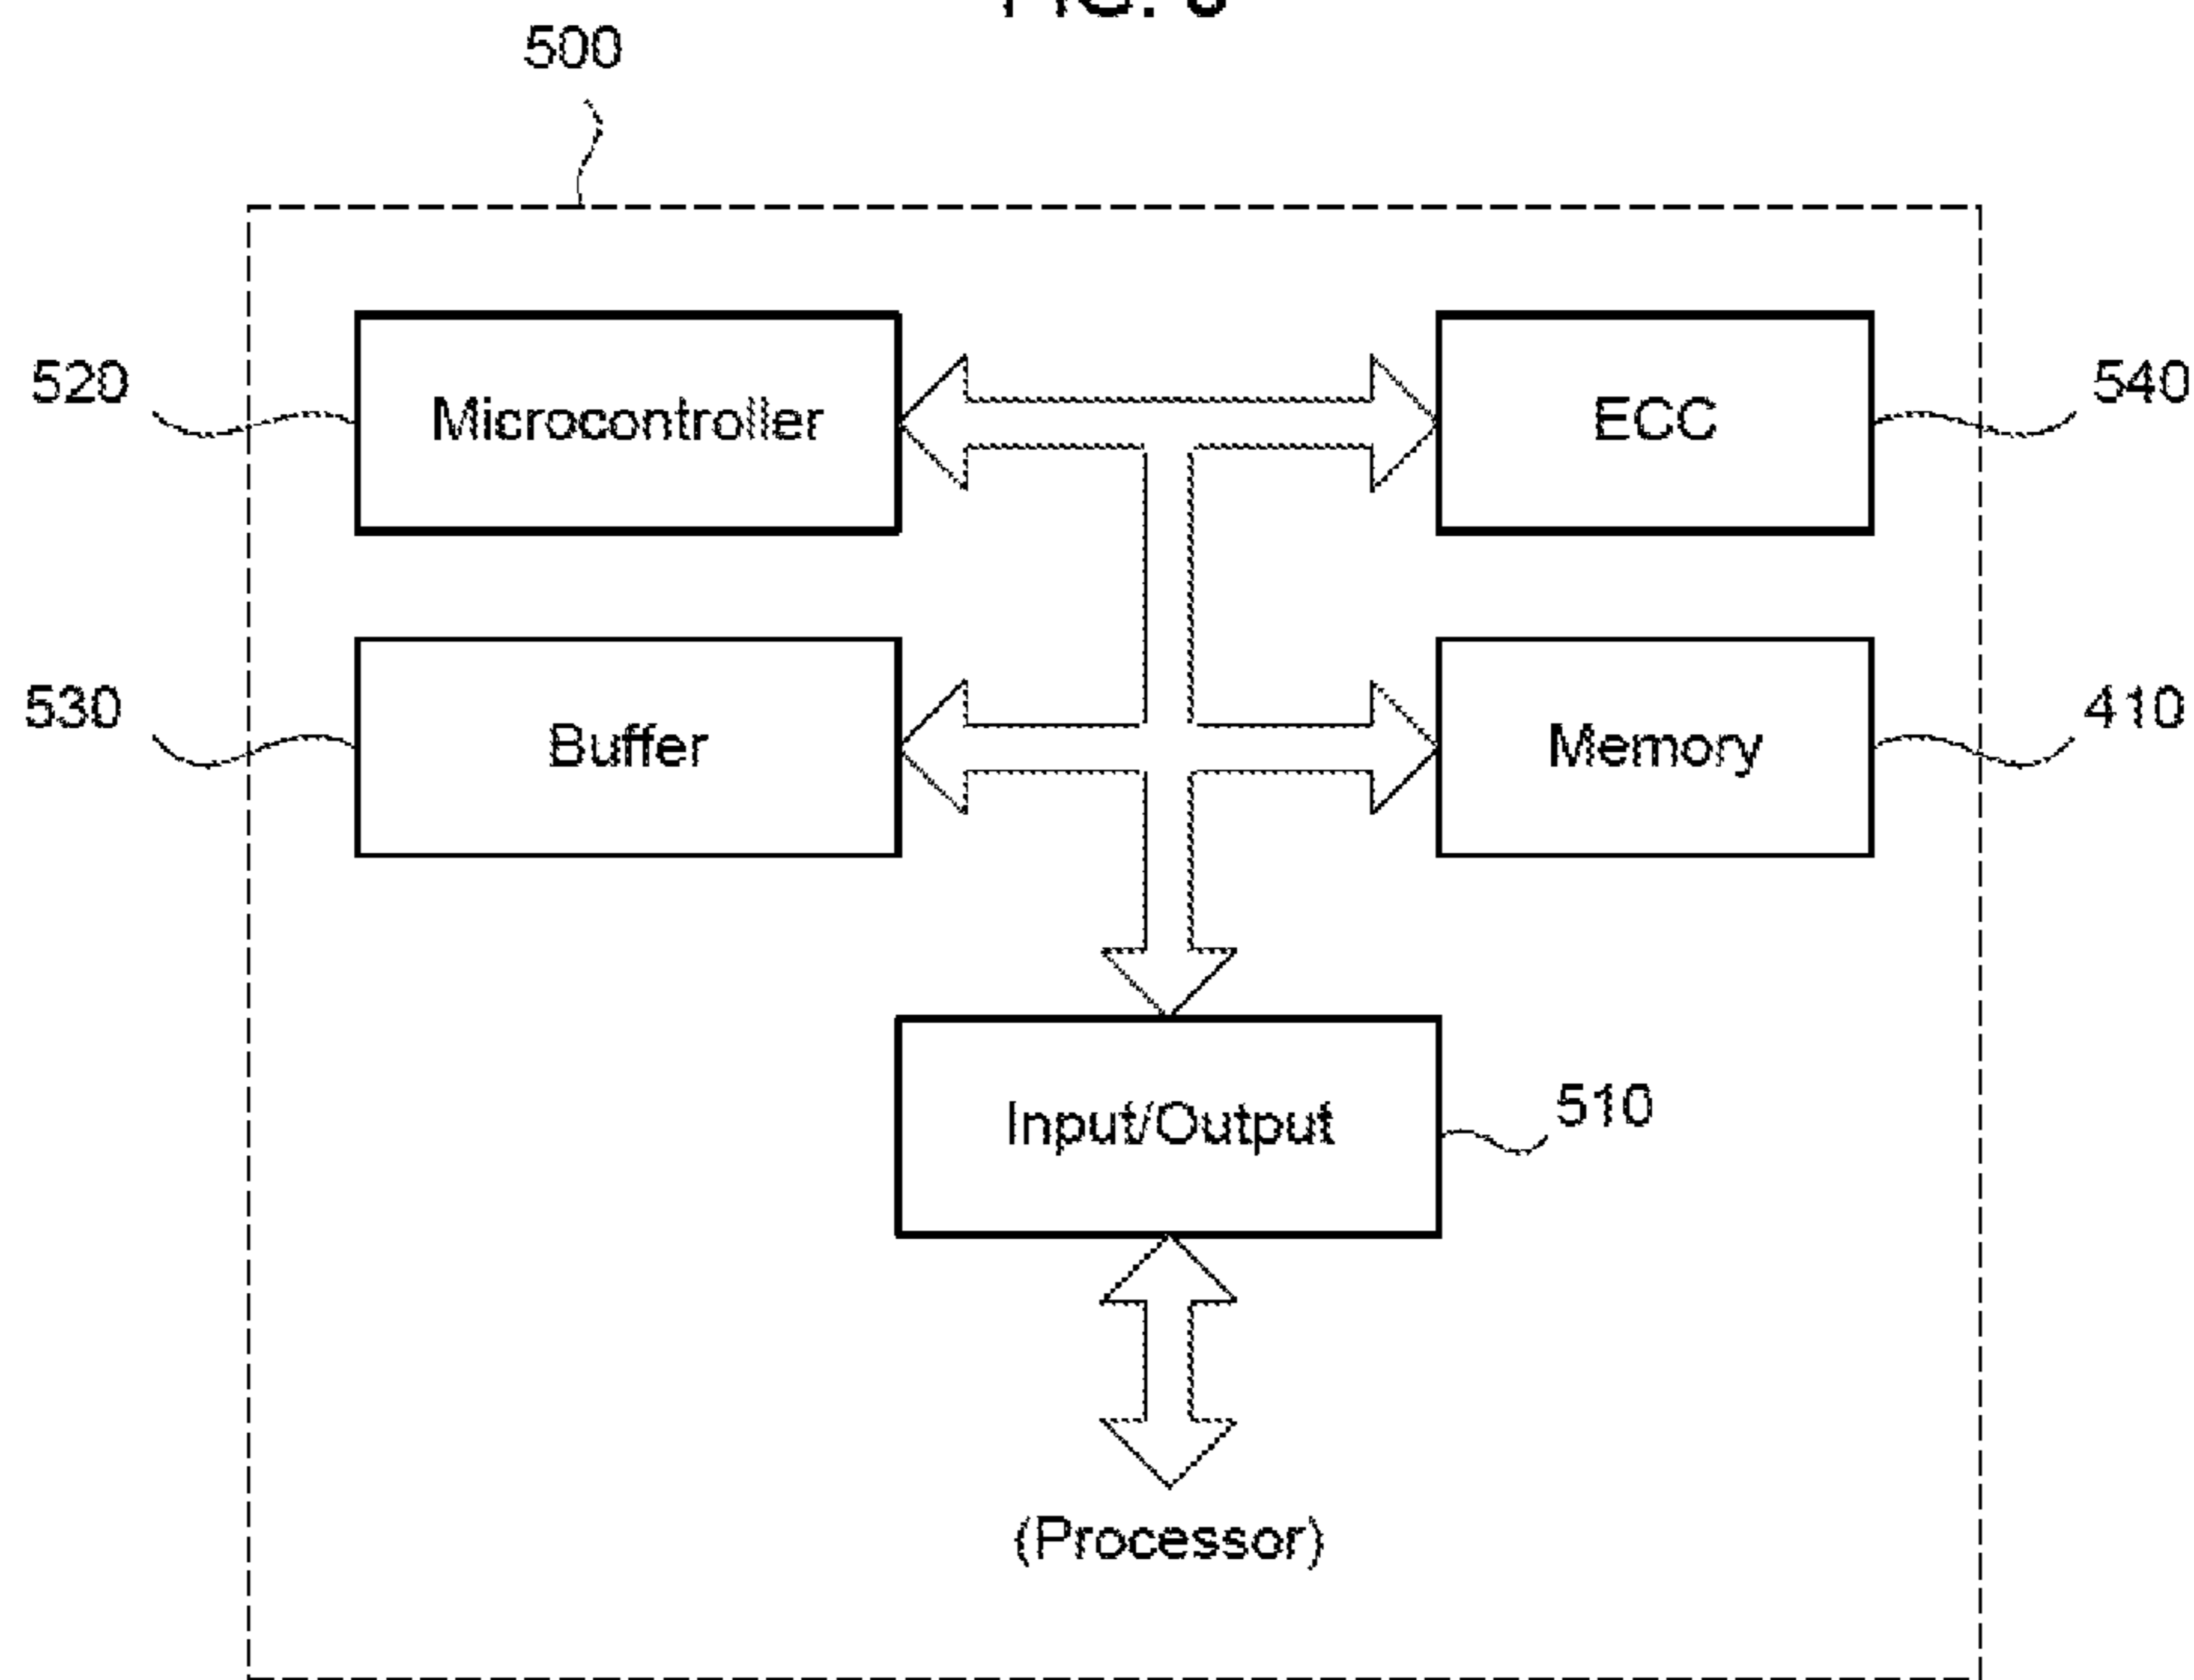 500
520
Microcontroller
ECC
540
530
Buffer
Memory
410
Input/Output
510
(Processor)